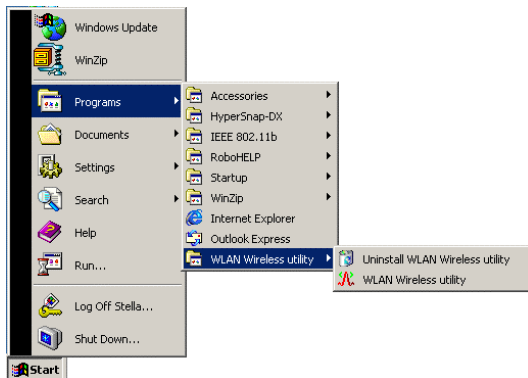 Windows Update
WinZip
Programs
Documents
Settings
Search
Help
Run...
Log Off Stella...
Shut Down...
Start
Accessories
HyperSnap-DX
IEEE 802.11b
RoboHELP
Startup
WinZip
Internet Explorer
Outlook Express
WLAN Wireless utility
Uninstall WLAN Wireless utility
WLAN Wireless utility